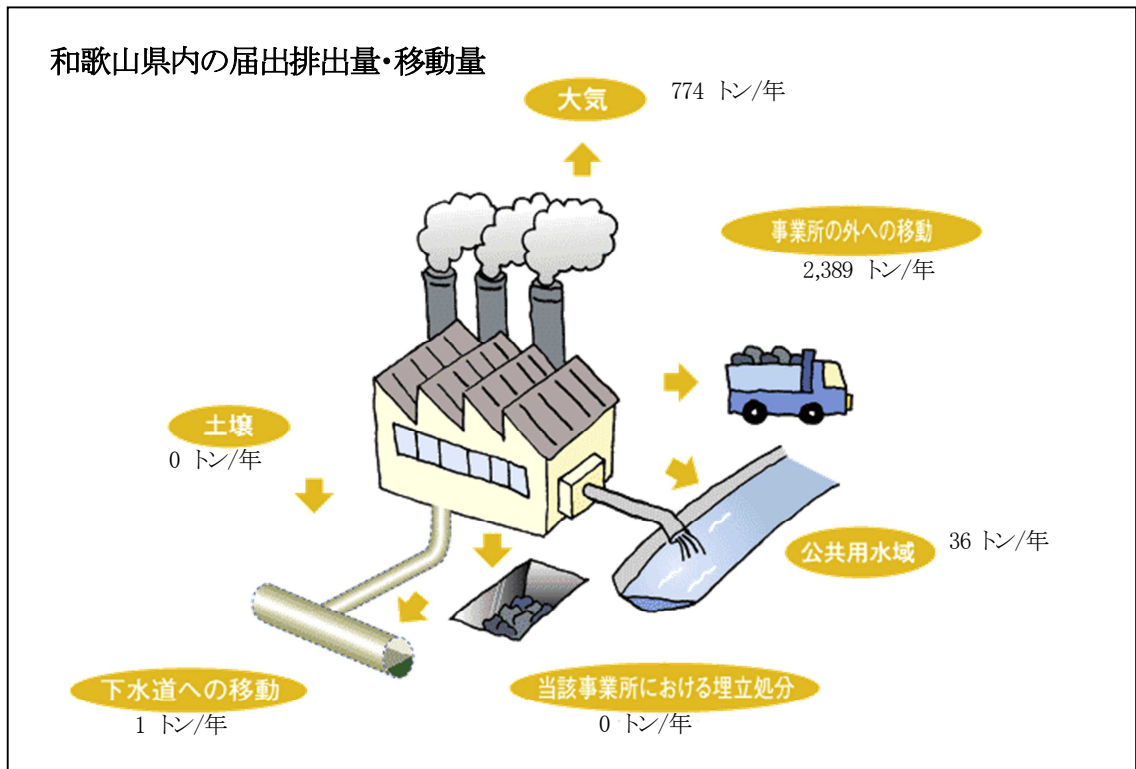 和歌山県内の届出排出量・移動量
大気
774 トン/年
事業所の外への移動
2,389 トン/年
土壌
0 トン/年
公共用水域
36 トン/年
下水道への移動
1 トン/年
当該事業所における埋立処分
0 トン/年